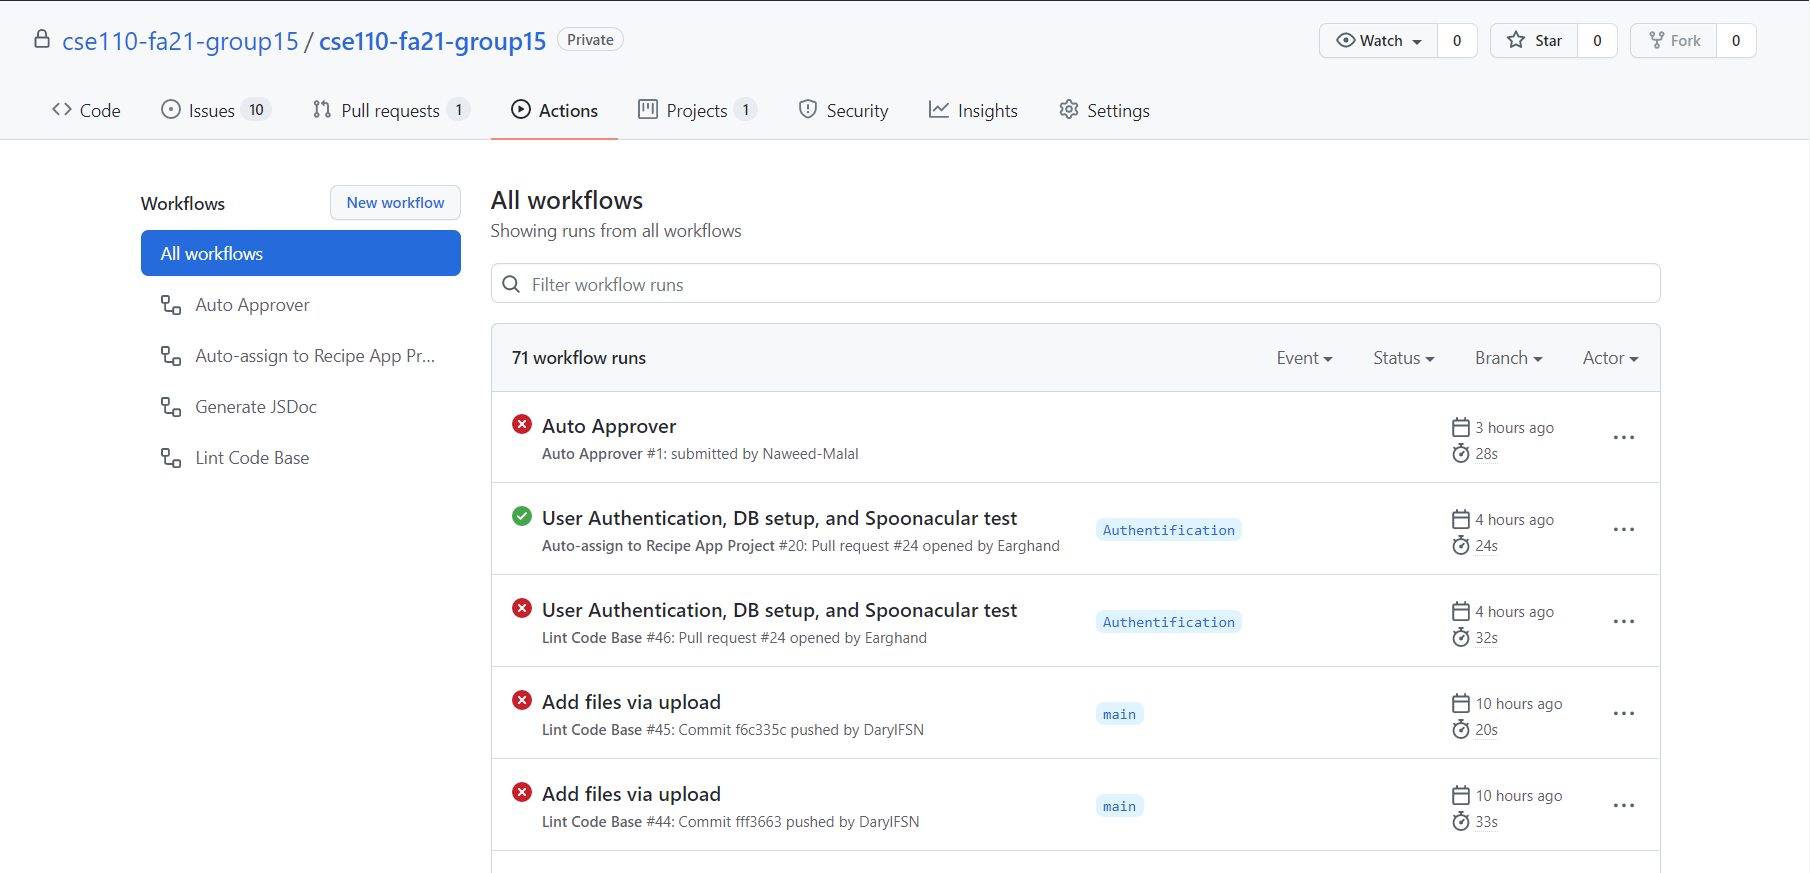 cse110-fa21-group15 / cse110-fa21-group15 Private
Watch 0 Star 0 Fork 0
Code Issues 10 Pull requests 1 Actions Projects 1 Security Insights Settings
Workflows
New workflow
All workflows
Auto Approver
Auto-assign to Recipe App Pr...
Generate JSDoc
Lint Code Base
All workflows
Showing runs from all workflows
Filter workflow runs
71 workflow runs Event Status Branch Actor
Auto Approver
Auto Approver #1: submitted by Naweed-Malal
3 hours ago
28s
User Authentication, DB setup, and Spoonacular test
Auto-assign to Recipe App Project #20: Pull request #24 opened by Earghand
Authentification
4 hours ago
24s
User Authentication, DB setup, and Spoonacular test
Lint Code Base #46: Pull request #24 opened by Earghand
Authentification
4 hours ago
32s
Add files via upload
Lint Code Base #45: Commit f6c335c pushed by DarylFSN
main
10 hours ago
20s
Add files via upload
Lint Code Base #44: Commit fff3663 pushed by DarylFSN
main
10 hours ago
33s